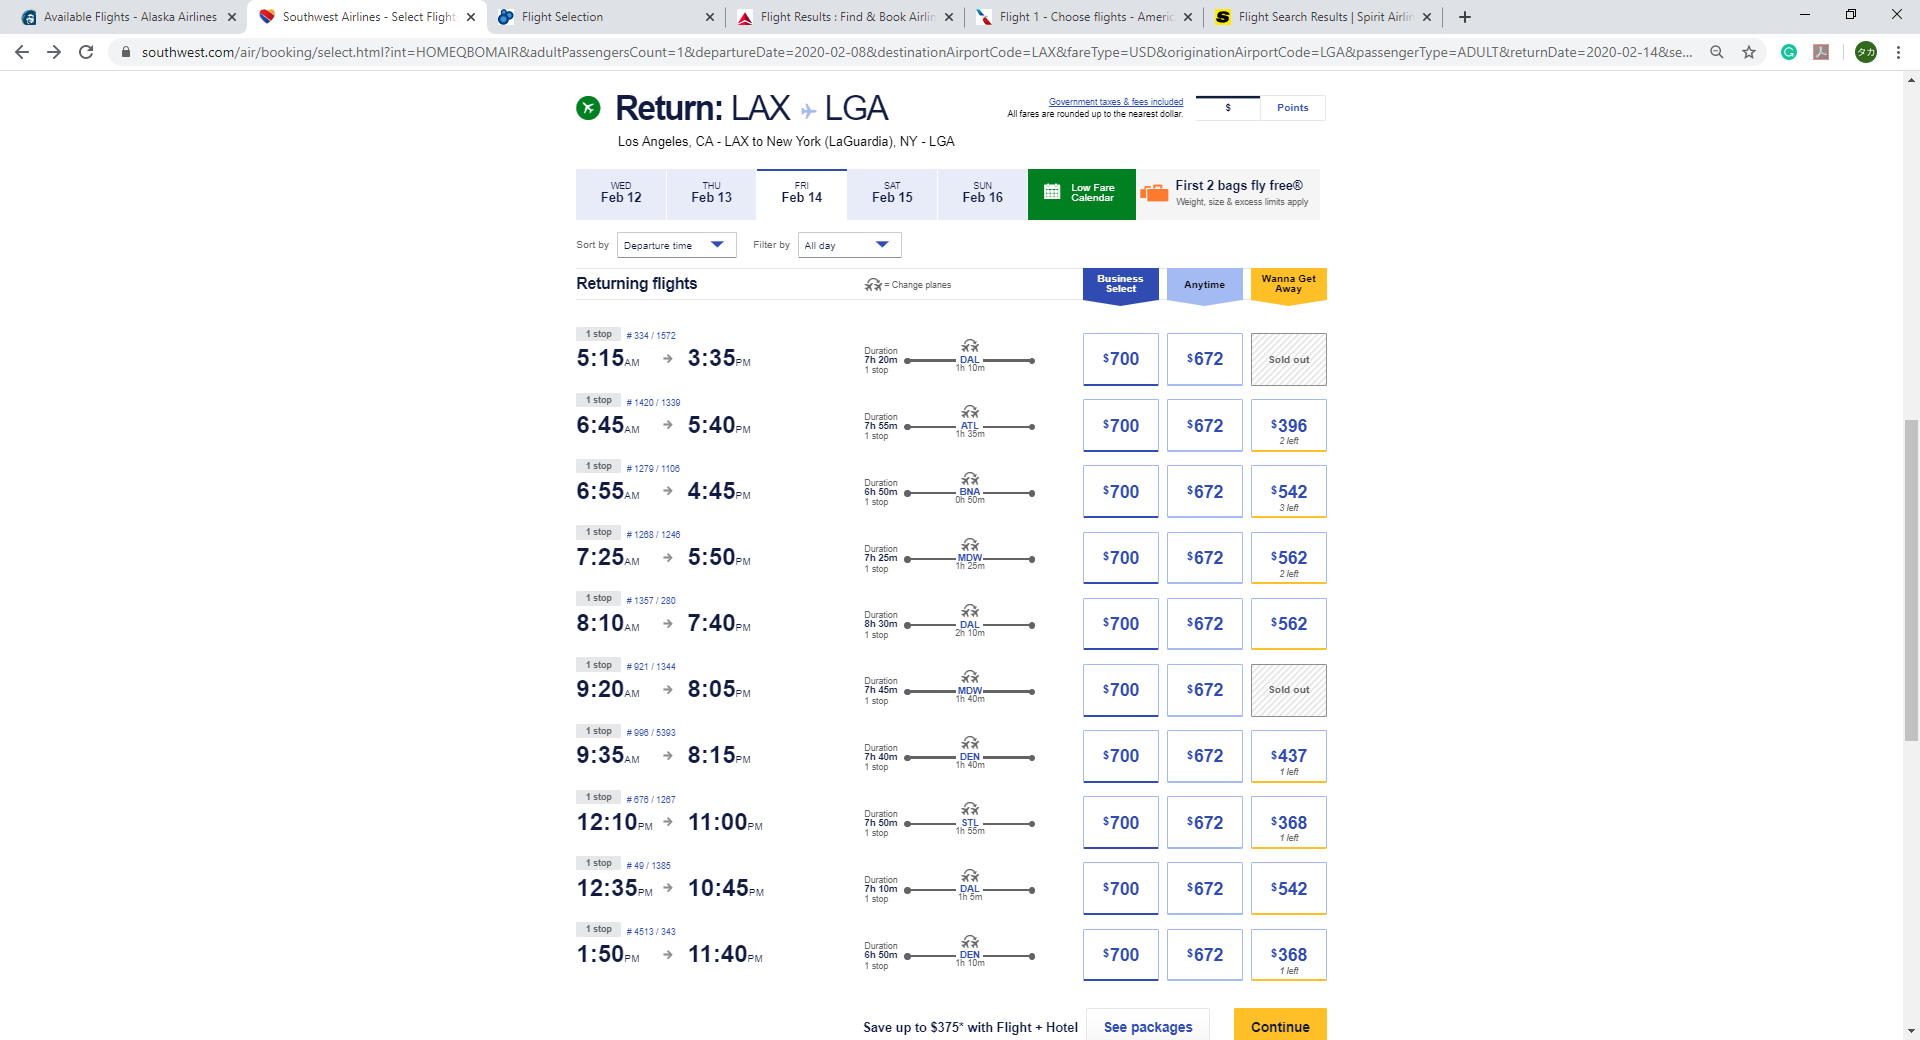 Available Flights - Alaska Airlines
Southwest Airlines - Select Flight
Flight Selection
Flight Results : Find & Book Airlin
Flight 1 - Choose flights - Americ
Flight Search Results | Spirit Airlin
southwest.com/air/booking/select.html?int=HOMEQBOMAIR&adultPassengersCount=1&departureDate=2020-02-08&destinationAirportCode=LAX&fareType=USD&originationAirportCode=LGA&passengerType=ADULT&returnDate=2020-02-14&se...
タカ
Return: LAX LGA
Government taxes & fees included
All fares are rounded up to the nearest dollar.
$
Points
Los Angeles, CA - LAX to New York (LaGuardia), NY - LGA
WED
Feb 12
THU
Feb 13
FRI
Feb 14
SAT
Feb 15
SUN
Feb 16
Low Fare
Calendar
First 2 bags fly free®
Weight, size & excess limits apply
Sort by
Departure time
Filter by
All day
Returning flights
= Change planes
Business
Select
Anytime
Wanna Get
Away
1 stop # 334 / 1572
5:15AM 3:35PM
Duration
7h 20m
1 stop
DAL
1h 10m
$700
$672
Sold out
1 stop # 1420 / 1339
6:45AM 5:40PM
Duration
7h 55m
1 stop
ATL
1h 35m
$700
$672
$396
2 left
1 stop # 1279 / 1106
6:55AM 4:45PM
Duration
6h 50m
1 stop
BNA
0h 50m
$700
$672
$542
3 left
1 stop # 1268 / 1246
7:25AM 5:50PM
Duration
7h 25m
1 stop
MDW
1h 25m
$700
$672
$562
2 left
1 stop # 1357 / 280
8:10AM 7:40PM
Duration
8h 30m
1 stop
DAL
2h 10m
$700
$672
$562
1 stop # 921 / 1344
9:20AM 8:05PM
Duration
7h 45m
1 stop
MDW
1h 40m
$700
$672
Sold out
1 stop # 996 / 5393
9:35AM 8:15PM
Duration
7h 40m
1 stop
DEN
1h 40m
$700
$672
$437
1 left
1 stop # 676 / 1267
12:10PM 11:00PM
Duration
7h 50m
1 stop
STL
1h 55m
$700
$672
$368
1 left
1 stop # 49 / 1385
12:35PM 10:45PM
Duration
7h 10m
1 stop
DAL
1h 5m
$700
$672
$542
1 stop # 4513 / 343
1:50PM 11:40PM
Duration
6h 50m
1 stop
DEN
1h 10m
$700
$672
$368
1 left
Save up to $375* with Flight + Hotel
See packages
Continue